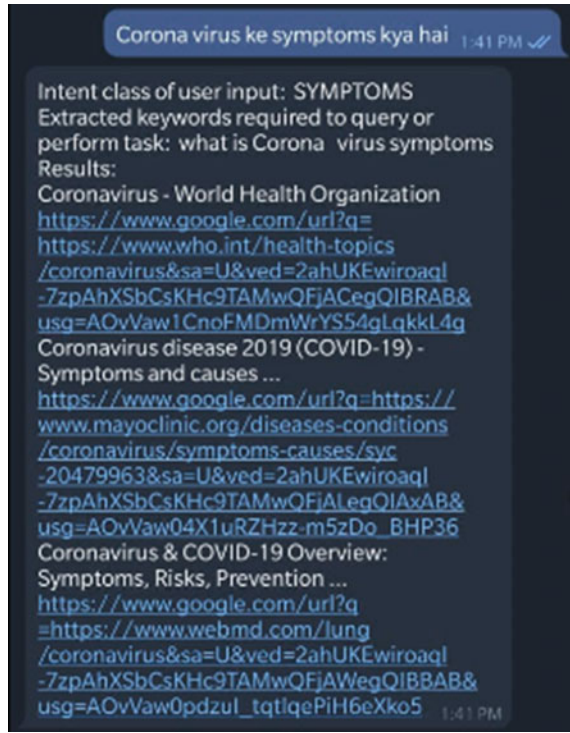 Corona virus ke symptoms kya hai 1:41 PM
Intent class of user input: SYMPTOMS
Extracted keywords required to query or
perform task: what is Corona virus symptoms
Results:
Coronavirus - World Health Organization
https://www.google.com/url?q=
https://www.who.int/health-topics
/coronavirus&sa=U&ved=2ahUKEwiroaql
-7zpAhXSbCsKHc9TAMwQFjACegQIBRAB&
usg=AOvVaw1CnoFMDmWrYS54gLqkkL4g
Coronavirus disease 2019 (COVID-19) -
Symptoms and causes ...
https://www.google.com/url?q=https://
www.mayoclinic.org/diseases-conditions
/coronavirus/symptoms-causes/syc
-20479963&sa=U&ved=2ahUKEwiroaql
-7zpAhXSbCsKHc9TAMwQFjALegQIAxAB&
usg=AOvVaw04X1uRZHzz-m5zDo_BHP36
Coronavirus & COVID-19 Overview:
Symptoms, Risks, Prevention ...
https://www.google.com/url?q
=https://www.webmd.com/lung
/coronavirus&sa=U&ved=2ahUKEwiroaql
-7zpAhXSbCsKHc9TAMwQFjAWegQIBBAB&
usg=AOvVaw0pdzul_tqtlqePiH6eXko5 1:41 PM